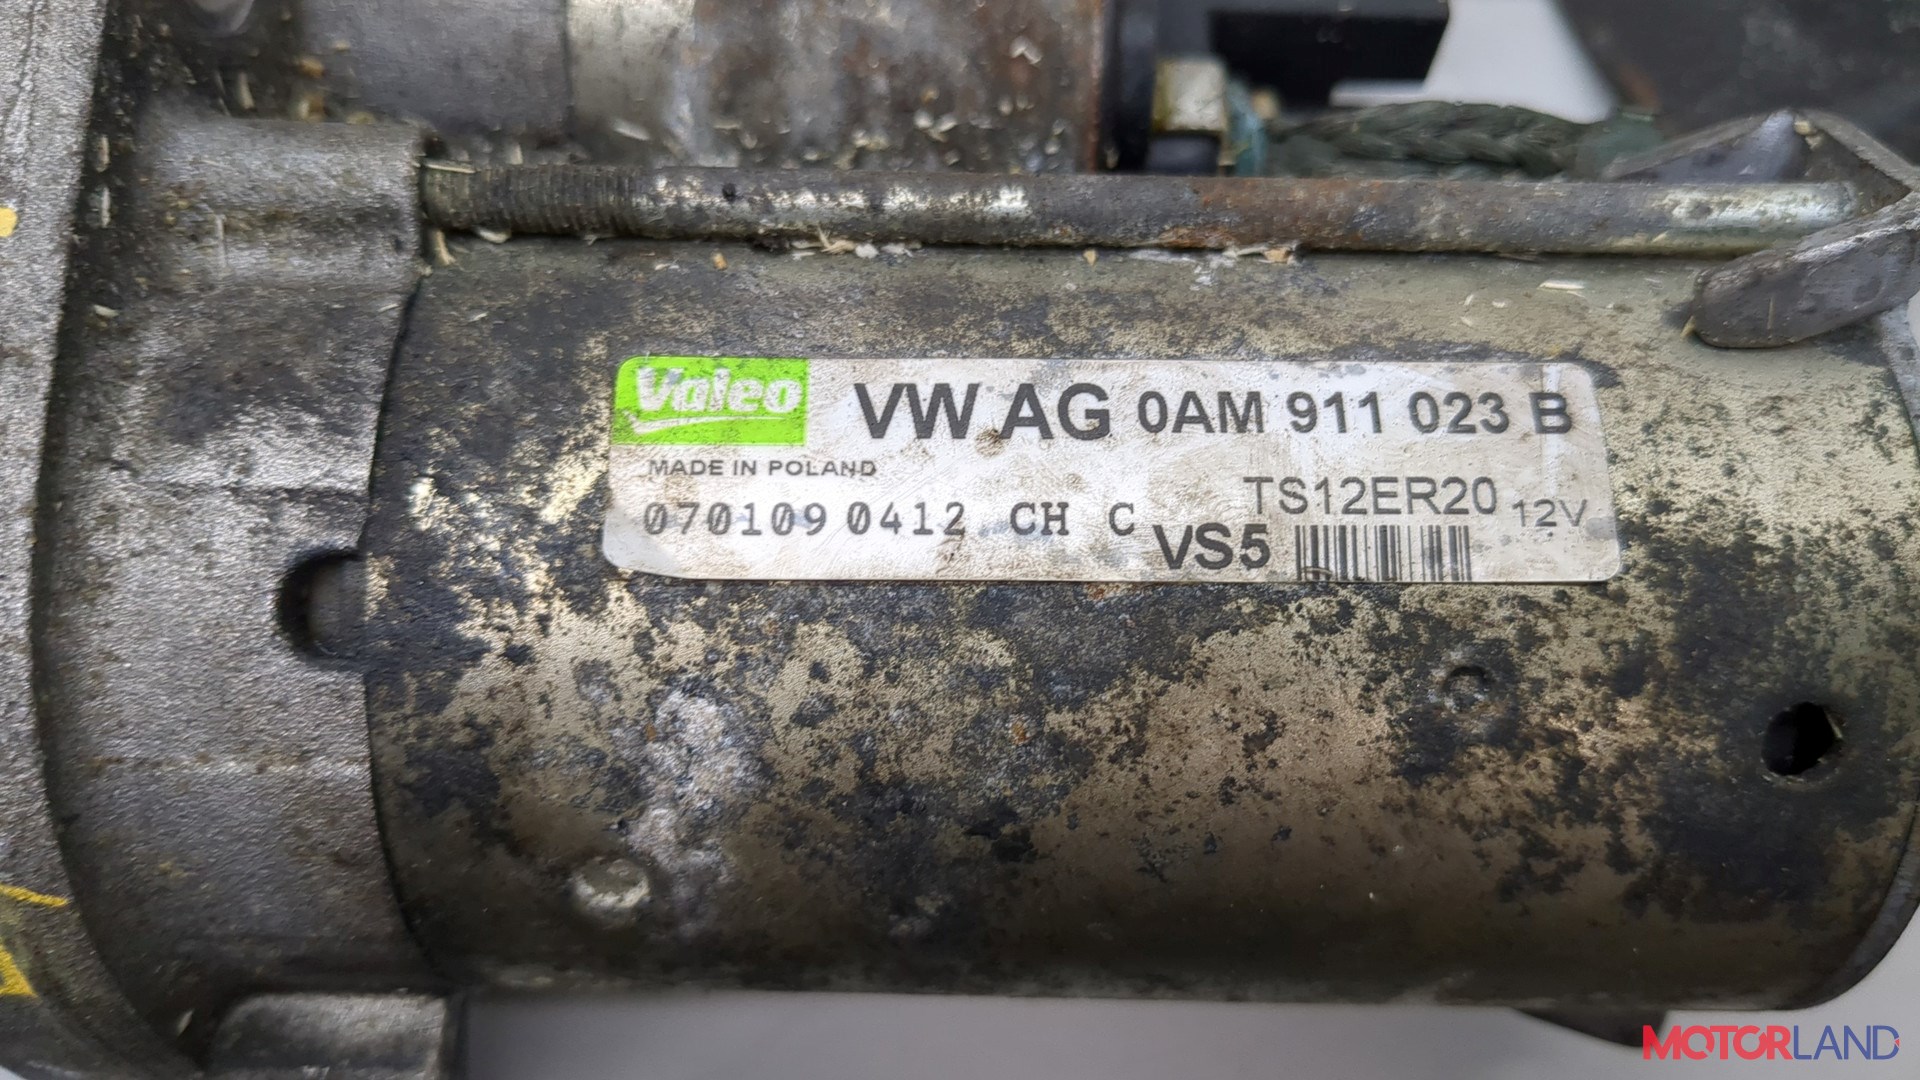 Valeo VW AG 0AM 911 023 B
MADE IN POLAND
TS12ER20 12V
070109 0412 CH C
VS5
MOTORLAND